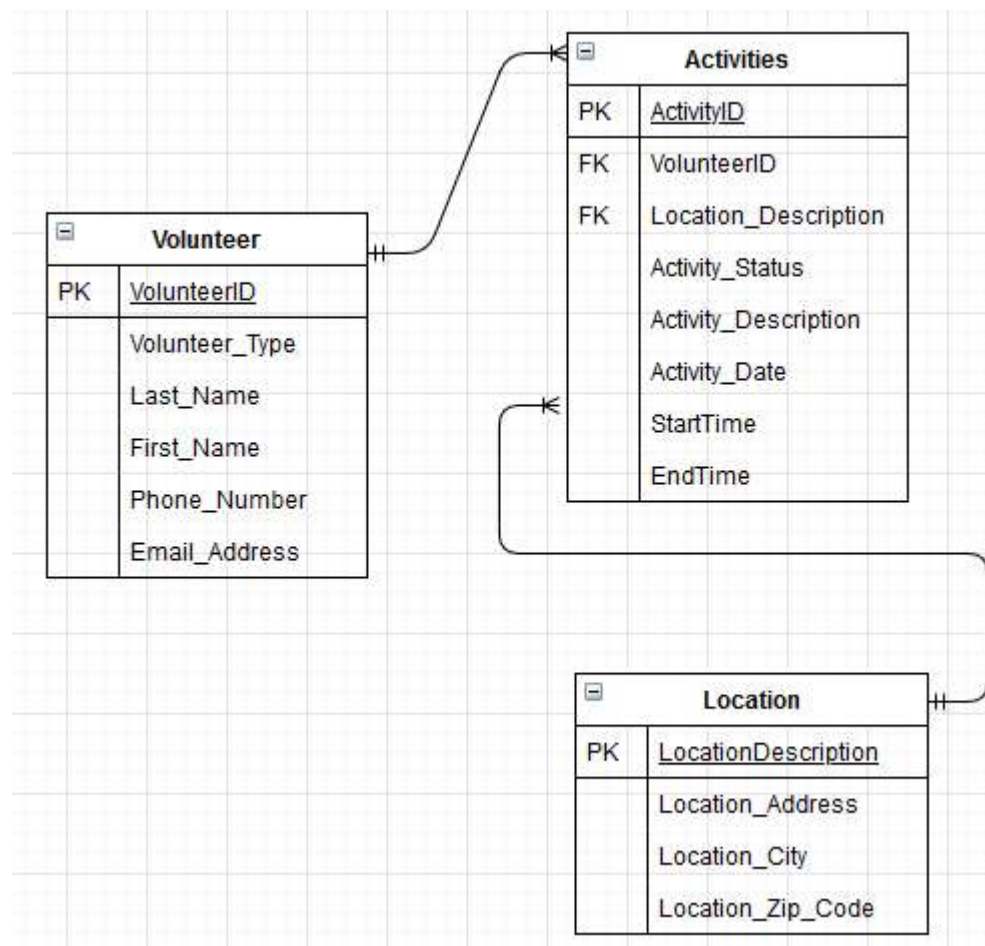 Activities
PK ActivityID
FK VolunteerID
FK Location_Description
Activity_Status
Activity_Description
Activity_Date
StartTime
EndTime
Volunteer
PK VolunteerID
Volunteer_Type
Last_Name
First_Name
Phone_Number
Email_Address
Location
PK LocationDescription
Location_Address
Location_City
Location_Zip_Code